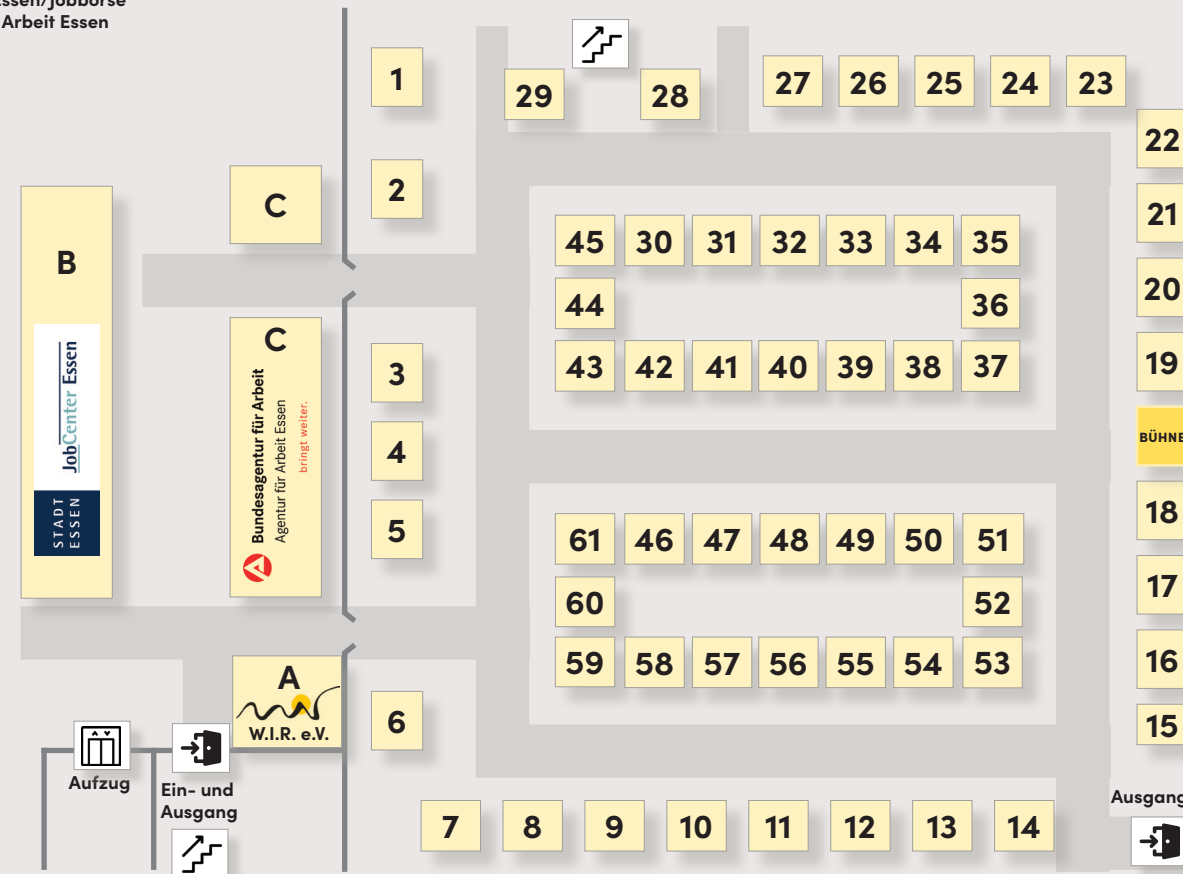 Essen/Jobbörse
Arbeit Essen
1
29
28
27 26 25 24 23
22
2
C
21
B
45 30 31 32 33 34 35
20
44
36
C
Bundesagentur für Arbeit
Agentur für Arbeit Essen
bringt weiter.
JobCenter Essen
STADT
ESSEN
3
43 42 41 40 39 38 37
19
BÜHNE
4
18
5
61 46 47 48 49 50 51
17
60
52
59 58 57 56 55 54 53
16
A
W.I.R. e.V.
6
15
Aufzug
Ein- und
Ausgang
Ausgang
7 8 9 10 11 12 13 14